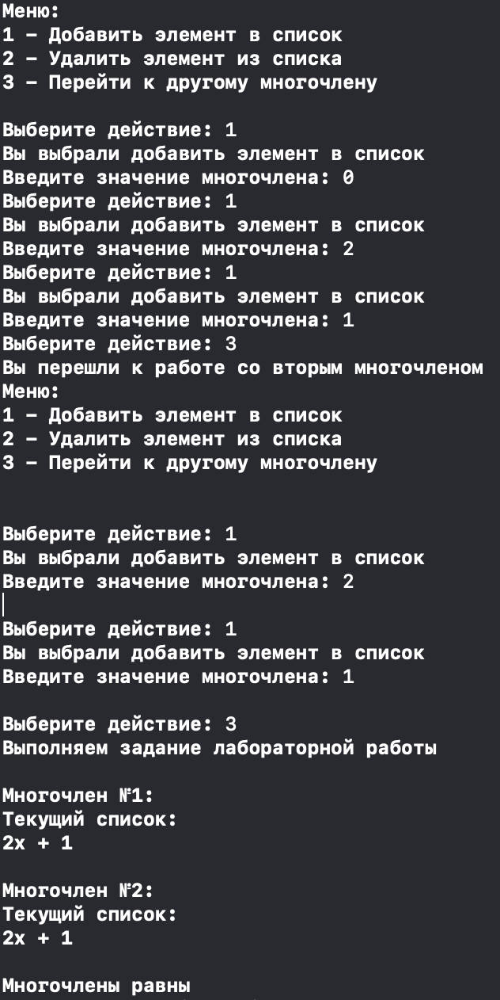 Меню:
1 – Добавить элемент в список
2 – Удалить элемент из списка
3 – Перейти к другому многочлену
Выберите действие: 1
Вы выбрали добавить элемент в список
Введите значение многочлена: 0
Выберите действие: 1
Вы выбрали добавить элемент в список
Введите значение многочлена: 2
Выберите действие: 1
Вы выбрали добавить элемент в список
Введите значение многочлена: 1
Выберите действие: 3
Вы перешли к работе со вторым многочленом
Меню:
1 – Добавить элемент в список
2 – Удалить элемент из списка
3 – Перейти к другому многочлену
Выберите действие: 1
Вы выбрали добавить элемент в список
Введите значение многочлена: 2
Выберите действие: 1
Вы выбрали добавить элемент в список
Введите значение многочлена: 1
Выберите действие: 3
Выполняем задание лабораторной работы
Многочлен №1:
Текущий список:
2x + 1
Многочлен №2:
Текущий список:
2x + 1
Многочлены равны